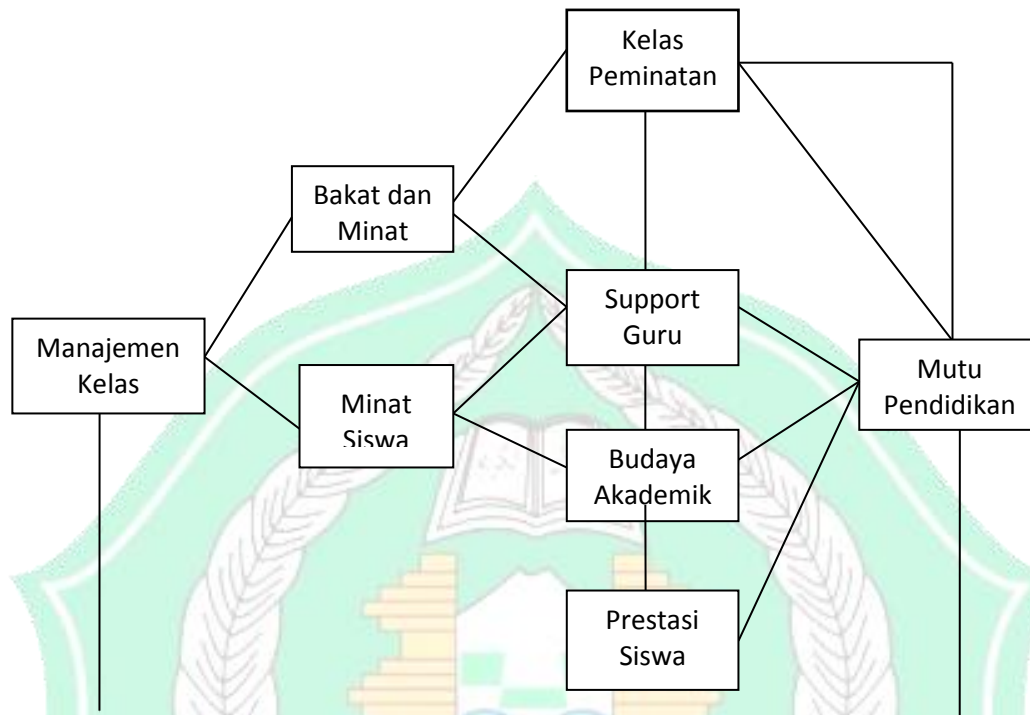 Kelas
Peminatan
Bakat dan
Minat
Manajemen
Kelas
Minat
Siswa
Support
Guru
Budaya
Akademik
Prestasi
Siswa
Mutu
Pendidikan